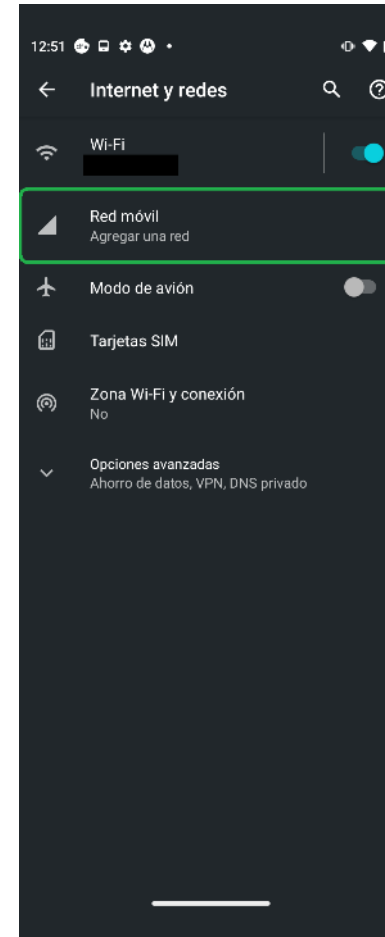 12:51
Internet y redes
Wi-Fi
Red móvil
Agregar una red
Modo de avión
Tarjetas SIM
Zona Wi-Fi y conexión
No
Opciones avanzadas
Ahorro de datos, VPN, DNS privado